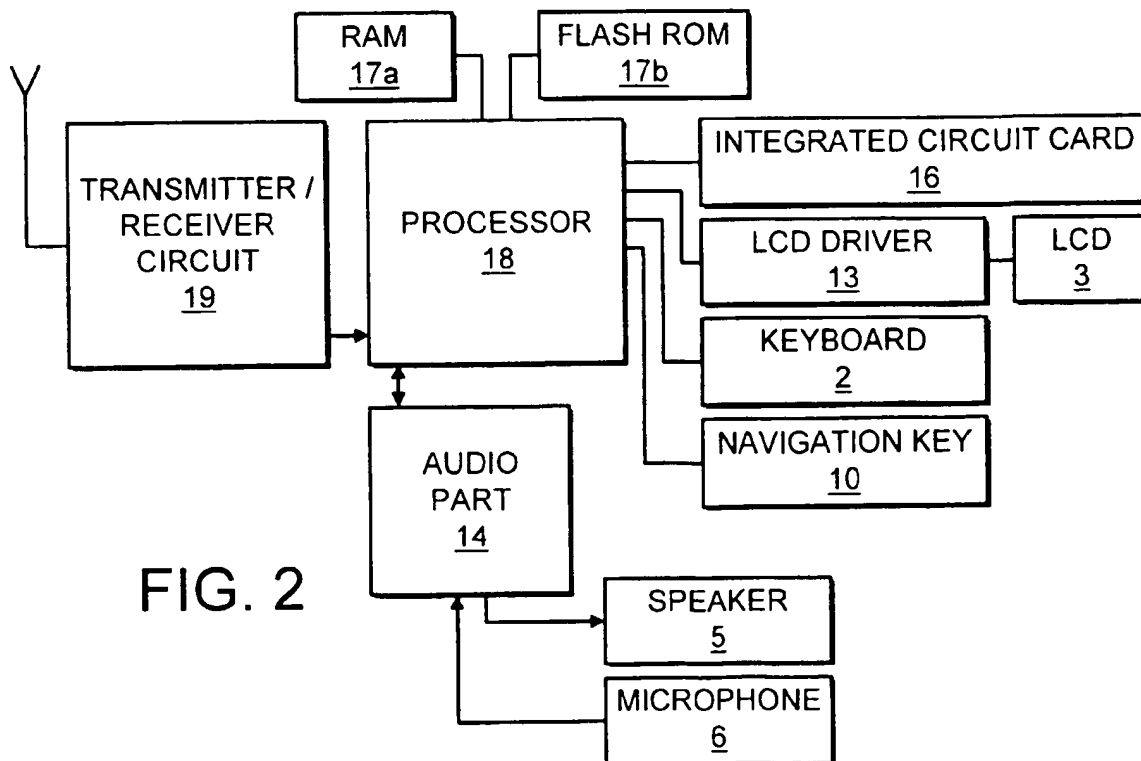 RAM
17a
FLASH ROM
17b
TRANSMITTER /
RECEIVER
CIRCUIT
19
PROCESSOR
18
INTEGRATED CIRCUIT CARD
16
LCD DRIVER
13
LCD
3
KEYBOARD
2
NAVIGATION KEY
10
AUDIO
PART
14
FIG. 2
SPEAKER
5
MICROPHONE
6